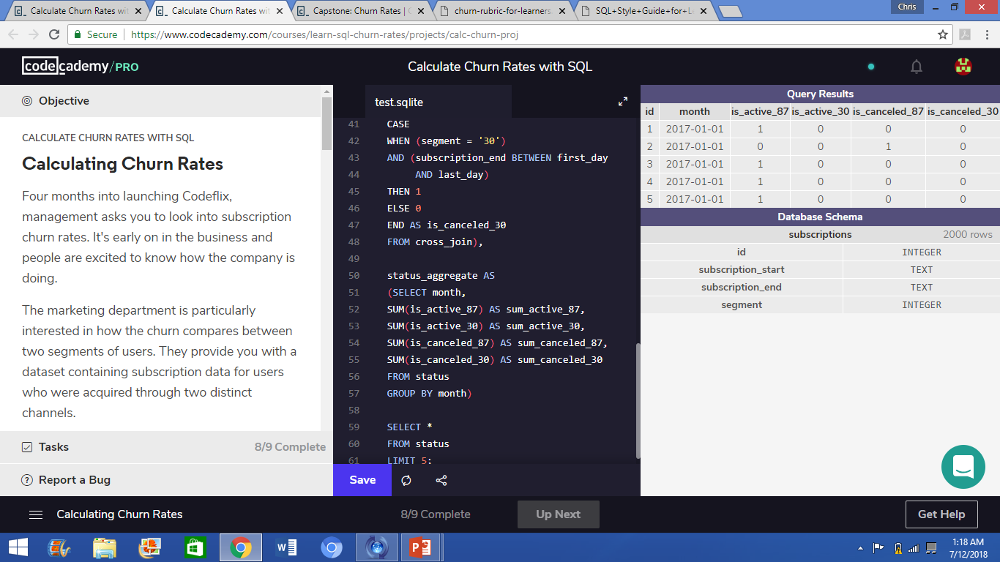 Calculate Churn Rates wit
Calculate Churn Rates wit
Capstone: Churn Rates | C
churn-rubric-for-learners
SQL+Style+Guide+for+Le
Chris
Secure
https://www.codecademy.com/courses/learn-sql-churn-rates/projects/calc-churn-proj
codecademy/PRO
Calculate Churn Rates with SQL
Objective
CALCULATE CHURN RATES WITH SQL
Calculating Churn Rates
Four months into launching Codeflix,
management asks you to look into subscription
churn rates. It's early on in the business and
people are excited to know how the company is
doing.
The marketing department is particularly
interested in how the churn compares between
two segments of users. They provide you with a
dataset containing subscription data for users
who were acquired through two distinct
channels.
Tasks
8/9 Complete
Report a Bug
test.sqlite
41 CASE
42 WHEN (segment = '30')
43 AND (subscription_end BETWEEN first_day
44 AND last_day)
45 THEN 1
46 ELSE 0
47 END AS is_canceled_30
48 FROM cross_join),
49
50 status_aggregate AS
51 (SELECT month,
52 SUM(is_active_87) AS sum_active_87,
53 SUM(is_active_30) AS sum_active_30,
54 SUM(is_canceled_87) AS sum_canceled_87,
55 SUM(is_canceled_30) AS sum_canceled_30
56 FROM status
57 GROUP BY month)
58
59 SELECT *
60 FROM status
61 LIMIT 5;
Save
Query Results
id month is_active_87 is_active_30 is_canceled_87 is_canceled_30
1 2017-01-01 1 0 0 0
2 2017-01-01 0 0 1 0
3 2017-01-01 1 0 0 0
4 2017-01-01 1 0 0 0
5 2017-01-01 1 0 0 0
Database Schema
subscriptions 2000 rows
id INTEGER
subscription_start TEXT
subscription_end TEXT
segment INTEGER
Calculating Churn Rates
8/9 Complete
Up Next
Get Help
1:18 AM
7/12/2018